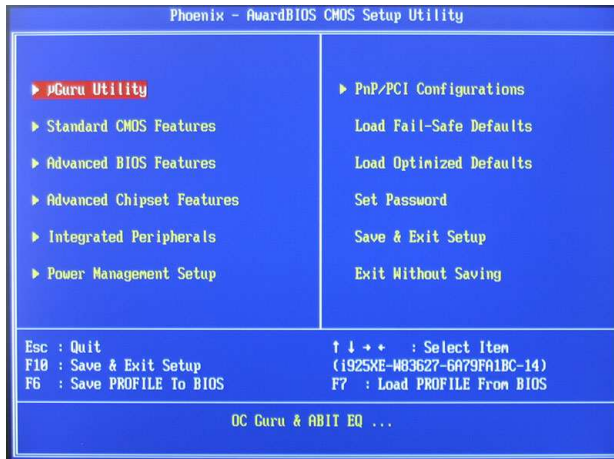 Phoenix - AwardBIOS CMOS Setup Utility
▶ µGuru Utility
▶ Standard CMOS Features
▶ Advanced BIOS Features
▶ Advanced Chipset Features
▶ Integrated Peripherals
▶ Power Management Setup
▶ PnP/PCI Configurations
Load Fail-Safe Defaults
Load Optimized Defaults
Set Password
Save & Exit Setup
Exit Without Saving
Esc : Quit
F10 : Save & Exit Setup
F6 : Save PROFILE To BIOS
↑ ↓ → ← : Select Item
(i925XE-W83627-6A79FA1BC-14)
F7 : Load PROFILE From BIOS
OC Guru & ABIT EQ ...